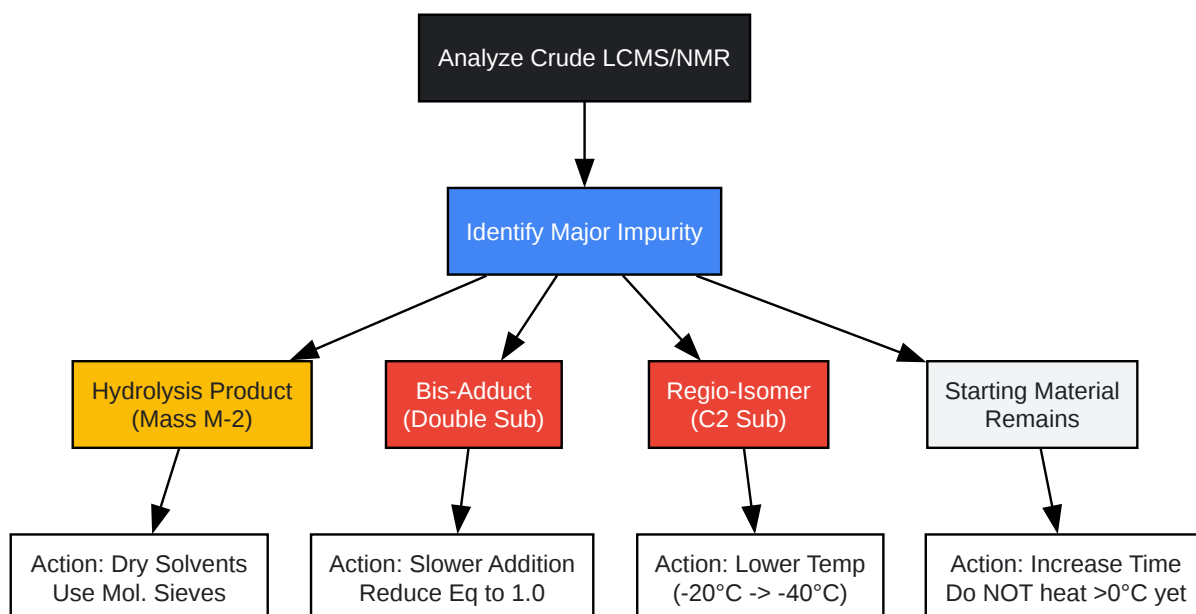 Analyze Crude LCMS/NMR
Identify Major Impurity
Hydrolysis Product
(Mass M-2)
Bis-Adduct
(Double Sub)
Regio-Isomer
(C2 Sub)
Starting Material
Remains
Action: Dry Solvents
Use Mol. Sieves
Action: Slower Addition
Reduce Eq to 1.0
Action: Lower Temp
(-20°C -> -40°C)
Action: Increase Time
Do NOT heat >0°C yet